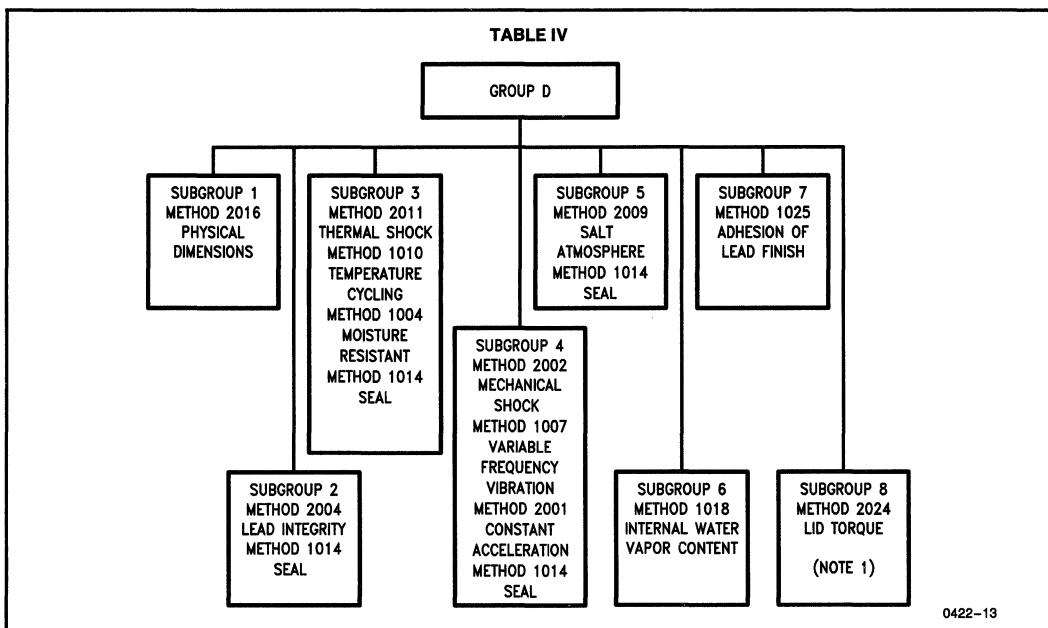 TABLE IV
GROUP D
SUBGROUP 1
METHOD 2016
PHYSICAL
DIMENSIONS
SUBGROUP 3
METHOD 2011
THERMAL SHOCK
METHOD 1010
TEMPERATURE
CYCLING
METHOD 1004
MOISTURE
RESISTANT
METHOD 1014
SEAL
SUBGROUP 5
METHOD 2009
SALT
ATMOSPHERE
METHOD 1014
SEAL
SUBGROUP 7
METHOD 1025
ADHESION OF
LEAD FINISH
SUBGROUP 2
METHOD 2004
LEAD INTEGRITY
METHOD 1014
SEAL
SUBGROUP 4
METHOD 2002
MECHANICAL
SHOCK
METHOD 1007
VARIABLE
FREQUENCY
VIBRATION
METHOD 2001
CONSTANT
ACCELERATION
METHOD 1014
SEAL
SUBGROUP 6
METHOD 1018
INTERNAL WATER
VAPOR CONTENT
SUBGROUP 8
METHOD 2024
LID TORQUE
(NOTE 1)
0422-13